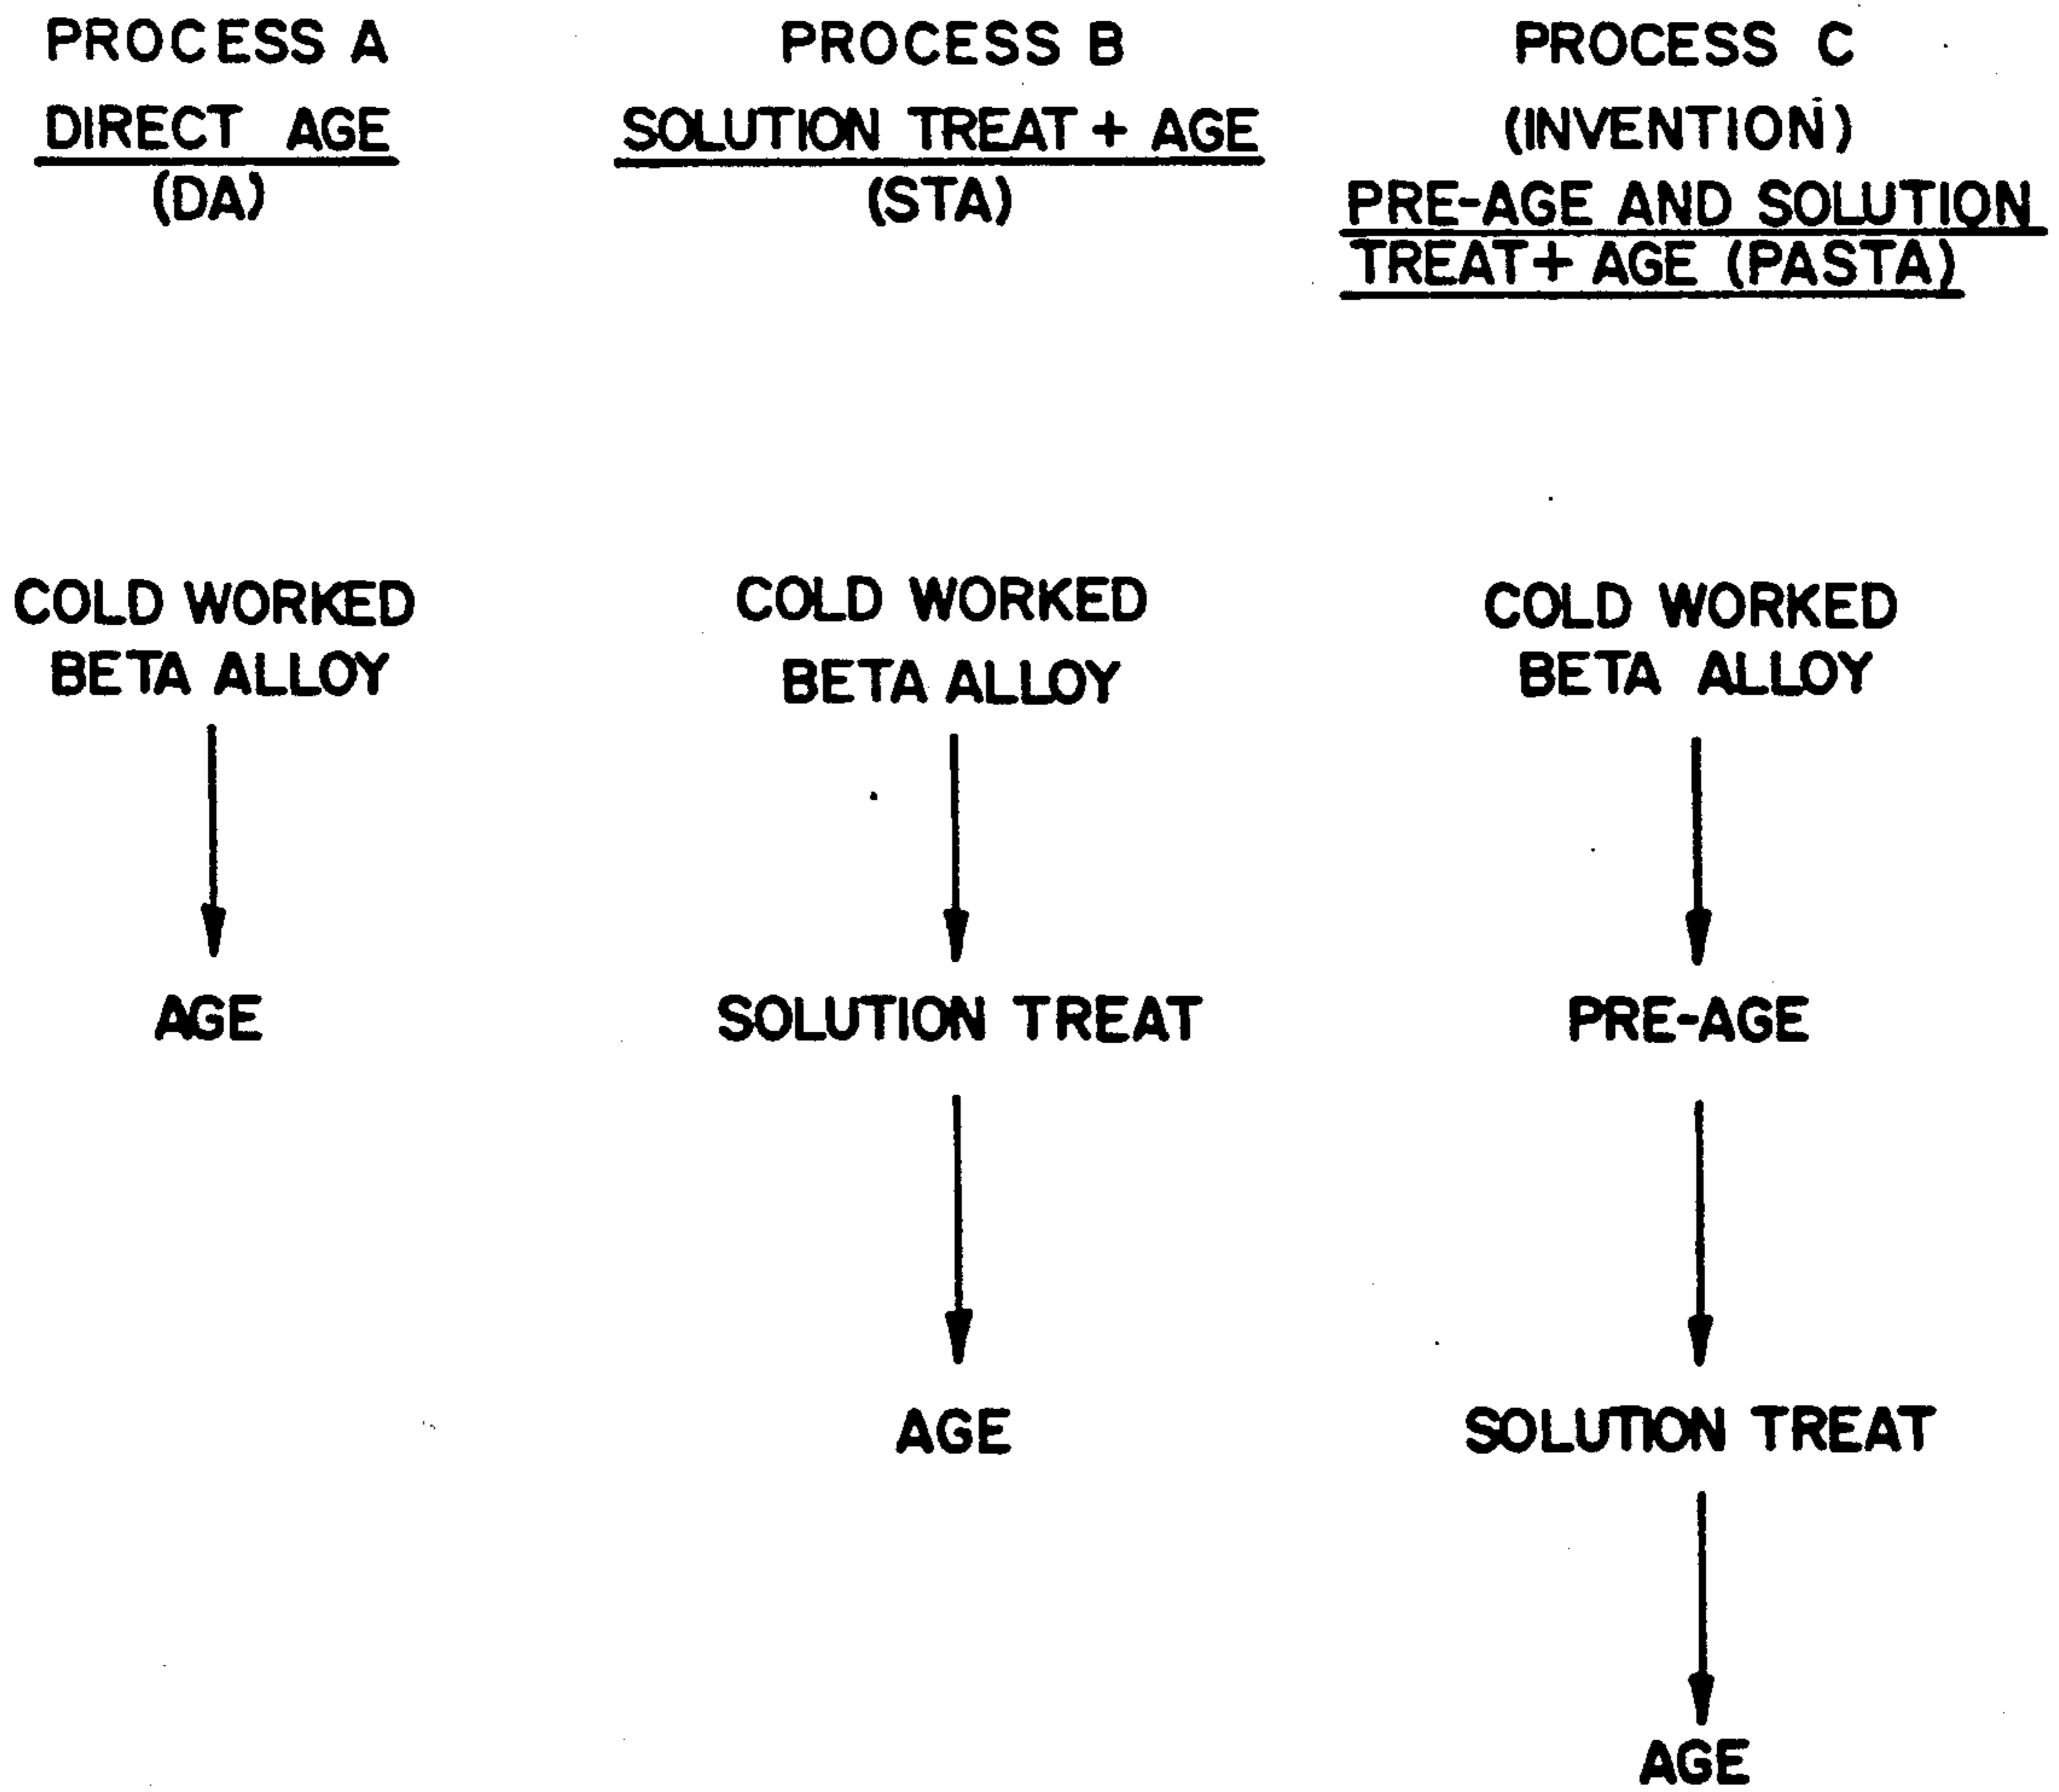 PROCESS A
DIRECT AGE
(DA)
COLD WORKED
BETA ALLOY
AGE
PROCESS B
SOLUTION TREAT + AGE
(STA)
COLD WORKED
BETA ALLOY
SOLUTION TREAT
AGE
PROCESS C
(INVENTION)
PRE-AGE AND SOLUTION
TREAT + AGE (PASTA)
COLD WORKED
BETA ALLOY
PRE-AGE
SOLUTION TREAT
AGE